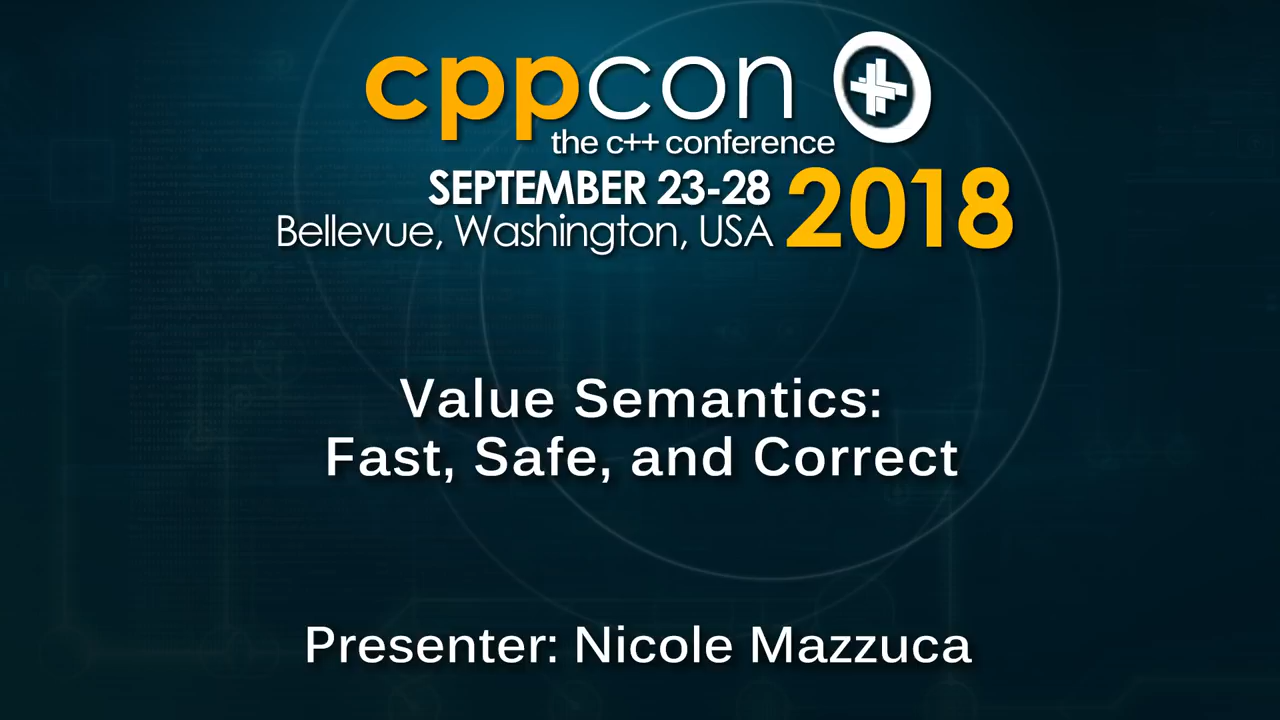 cppcon
the c++ conference
SEPTEMBER 23-28 2018
Bellevue, Washington, USA
Value Semantics:
Fast, Safe, and Correct
Presenter: Nicole Mazzuca